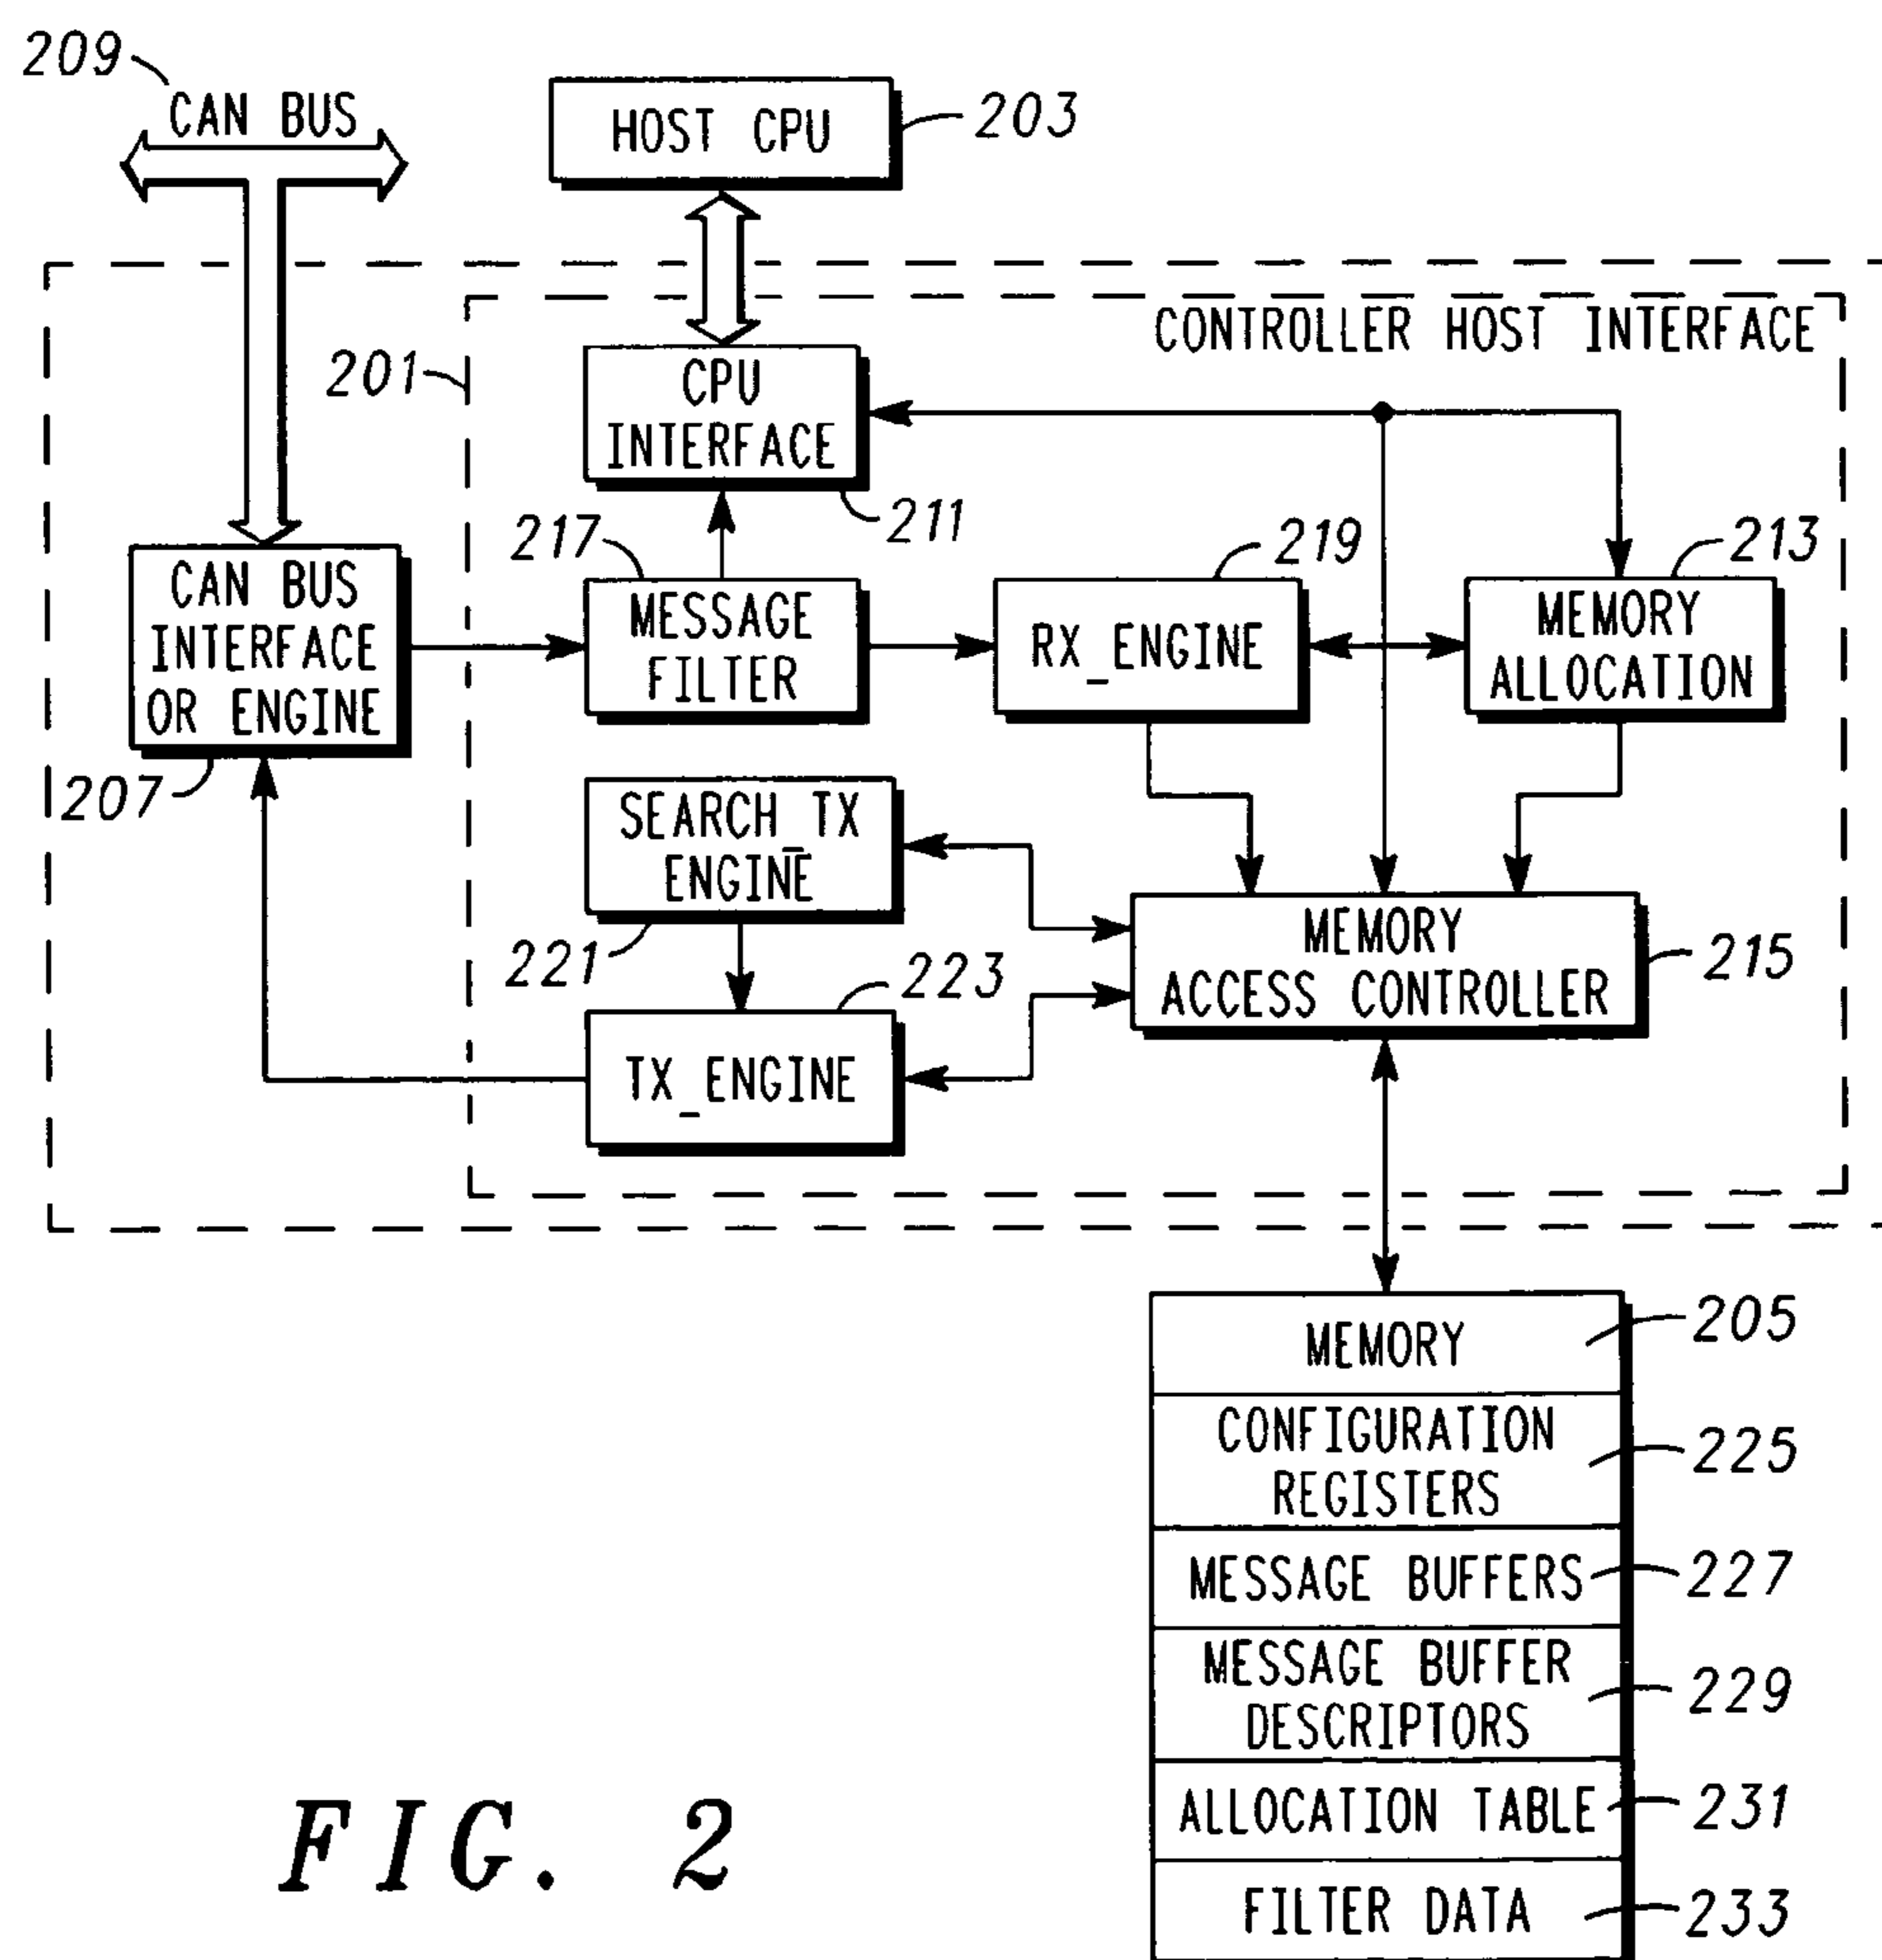 209
CAN BUS
HOST CPU
203
CONTROLLER HOST INTERFACE
201
CPU
INTERFACE
211
217
219
213
CAN BUS
INTERFACE
OR ENGINE
207
MESSAGE
FILTER
RX_ENGINE
MEMORY
ALLOCATION
SEARCH_TX
ENGINE
221
223
MEMORY
ACCESS CONTROLLER
215
TX_ENGINE
MEMORY
205
CONFIGURATION
REGISTERS
225
MESSAGE BUFFERS
227
MESSAGE BUFFER
DESCRIPTORS
229
ALLOCATION TABLE
231
FILTER DATA
233
FIG. 2